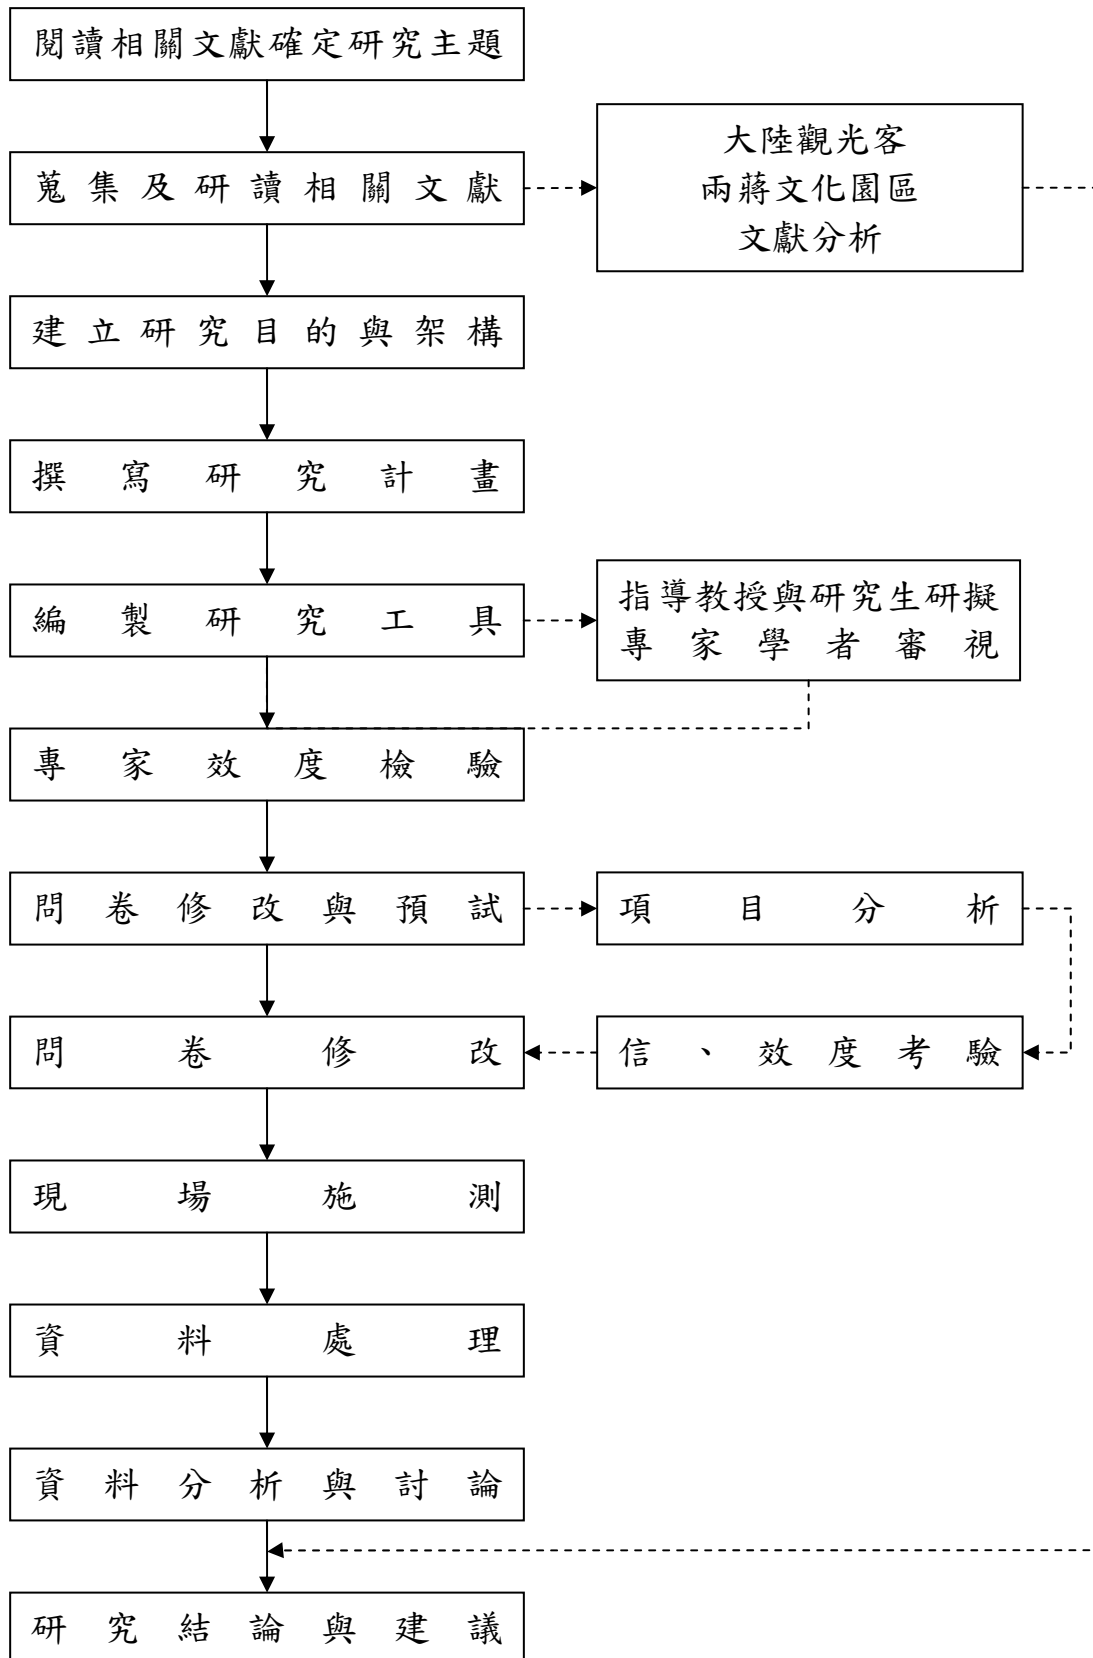 閱讀相關文獻確定研究主題
蒐集及研讀相關文獻
大陸觀光客
兩蔣文化園區
文獻分析
建立研究目的與架構
撰寫研究計畫
編製研究工具
指導教授與研究生研擬
專家學者審視
專家效度檢驗
問卷修改與預試
項目分析
問卷修改
信、效度考驗
現場施測
資料處理
資料分析與討論
研究結論與建議